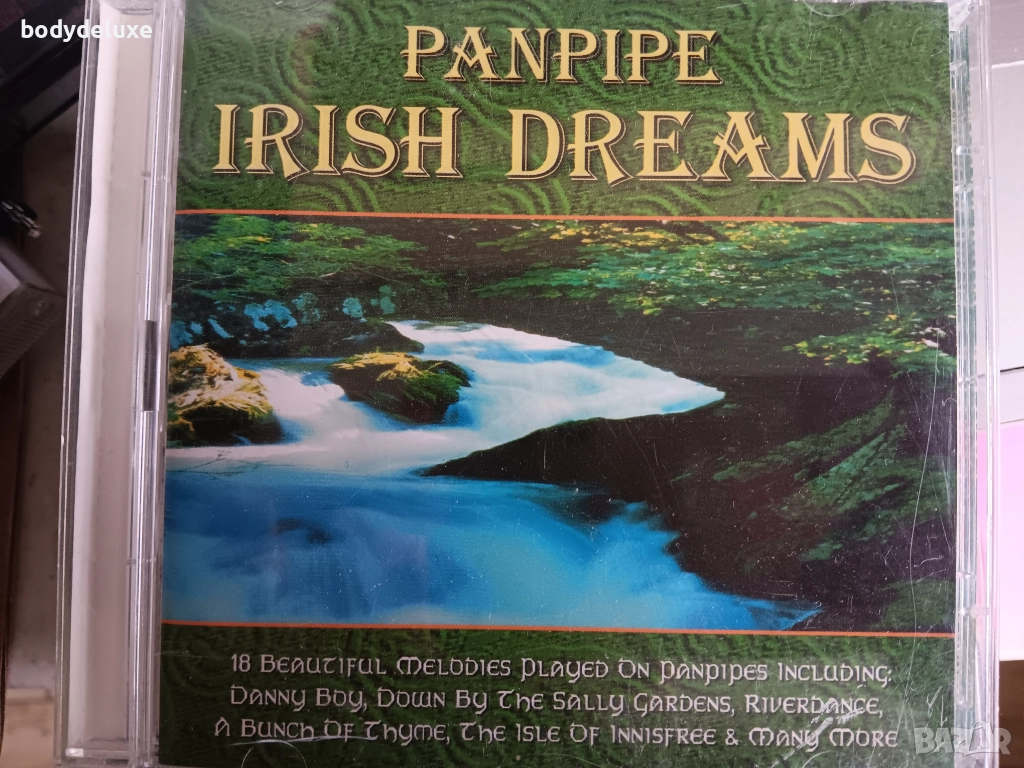 bodydeluxe
PANPIPE
IRISH DREAMS
18 Beautiful Melodies Played On Panpipes Including:
Danny Boy, Down By The Sally Gardens, Riverdance,
A Bunch Of Thyme, The Isle Of Innisfree & Many More
BAZAR